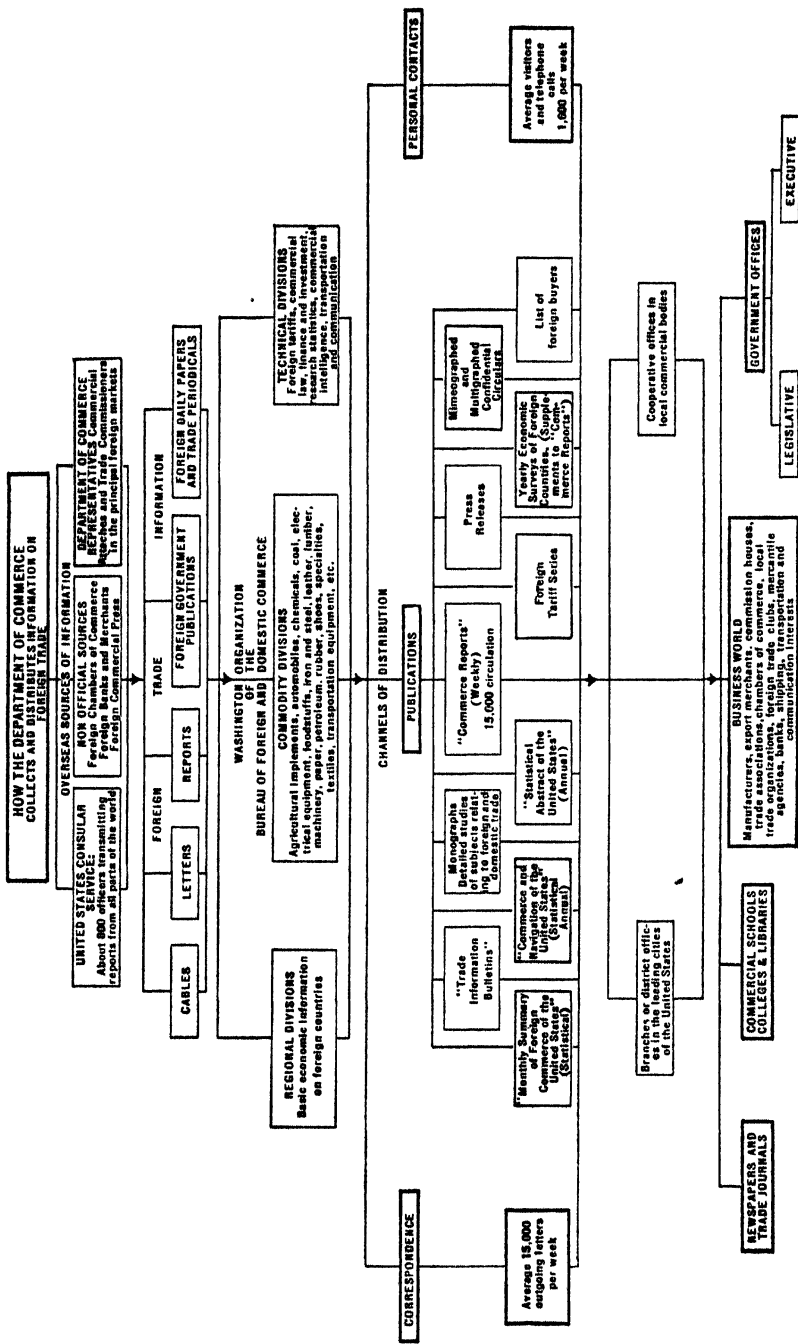 HOW THE DEPARTMENT OF COMMERCE
COLLECTS AND DISTRIBUTES INFORMATION ON
FOREIGN TRADE
OVERSEAS SOURCES OF INFORMATION
UNITED STATES CONSULAR
SERVICE:
About 800 officers transmitting
reports from all parts of the world
NON OFFICIAL SOURCES
Foreign Chambers of Commerce
Foreign Banks and Merchants
Foreign Commercial Press
DEPARTMENT OF COMMERCE
REPRESENTATIVES Commercial
Attaches and Trade Commissioners
in the principal foreign markets
FOREIGN TRADE INFORMATION
CABLES
LETTERS
REPORTS
FOREIGN GOVERNMENT
PUBLICATIONS
FOREIGN DAILY PAPERS
AND TRADE PERIODICALS
WASHINGTON ORGANIZATION
OF THE
BUREAU OF FOREIGN AND DOMESTIC COMMERCE
REGIONAL DIVISIONS
Basic economic information
on foreign countries
COMMODITY DIVISIONS
Agricultural implements, automobiles, chemicals, coal, elec-
trical equipment, foodstuffs, iron and steel, leather, lumber,
machinery, paper, petroleum, rubber, shoes, specialties,
textiles, transportation equipment, etc.
TECHNICAL DIVISIONS
Foreign tariffs, commercial
law, finance and investment,
research statistics, commercial
intelligence, transportation
and communication
CHANNELS OF DISTRIBUTION
CORRESPONDENCE
PUBLICATIONS
PERSONAL CONTACTS
"Trade
Information
Bulletins"
Monographs
Detailed studies
of subjects relat-
ing to foreign and
domestic trade
"Commerce Reports"
(Weekly)
15,000 circulation
Press
Releases
Mimeographed
and
Multigraphed
Confidential
Circulars
Average 15,000
outgoing letters
per week
"Monthly Summary
of Foreign
Commerce of the
United States"
(Statistical)
"Commerce and
Navigation of the
United States"
(Statistical
Annual)
"Statistical
Abstract of the
United States"
(Annual)
Foreign
Tariff Series
Yearly Economic
Surveys of Foreign
Countries, (Supple-
ments to "Com-
merce Reports")
List of
foreign buyers
Average visitors
and telephone
calls
1,600 per week
Branches or district offic-
es in the leading cities
of the United States
Cooperative offices in
local commercial bodies
NEWSPAPERS AND
TRADE JOURNALS
COMMERCIAL SCHOOLS
COLLEGES & LIBRARIES
BUSINESS WORLD
Manufacturers, export merchants, commission houses,
trade associations, chambers of commerce, local
trade organizations, foreign trade clubs, mercantile
agencies, banks, shipping, transportation and
communication interests
GOVERNMENT OFFICES
LEGISLATIVE
EXECUTIVE